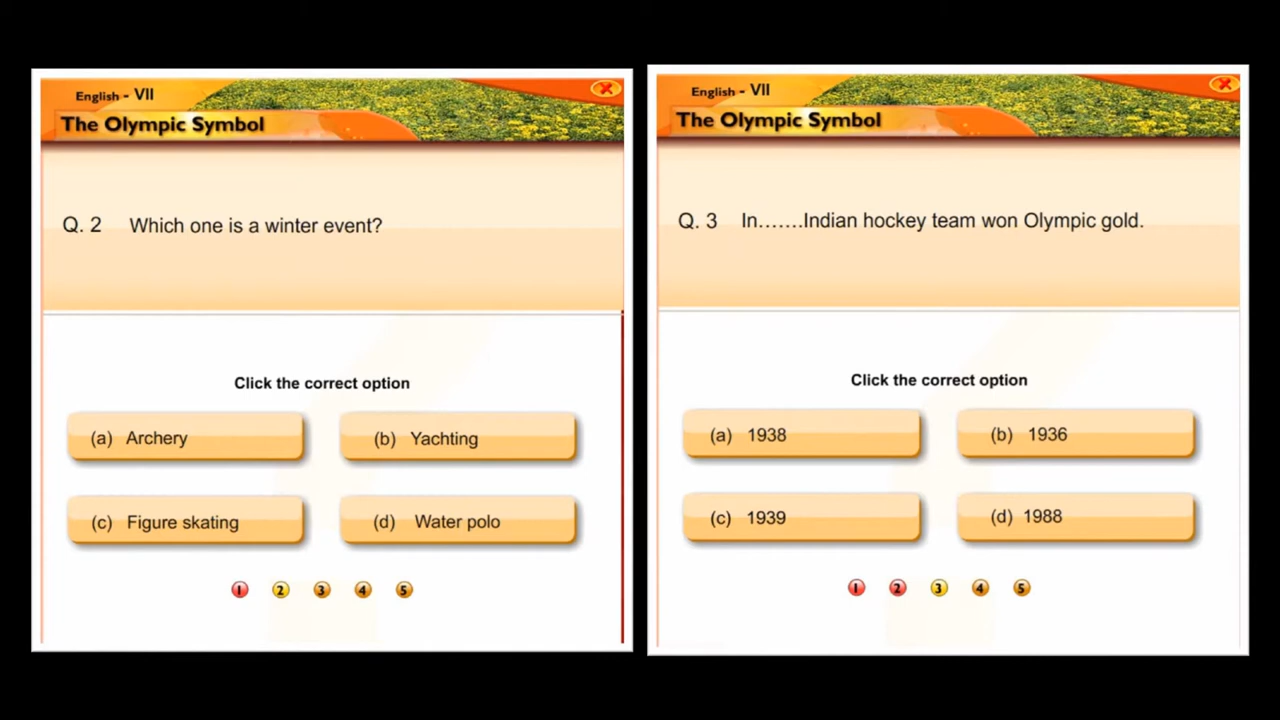 English - VII
The Olympic Symbol
Q. 2 Which one is a winter event?
Click the correct option
(a) Archery
(b) Yachting
(c) Figure skating
(d) Water polo
1 2 3 4 5
English - VII
The Olympic Symbol
Q. 3 In.......Indian hockey team won Olympic gold.
Click the correct option
(a) 1938
(b) 1936
(c) 1939
(d) 1988
1 2 3 4 5